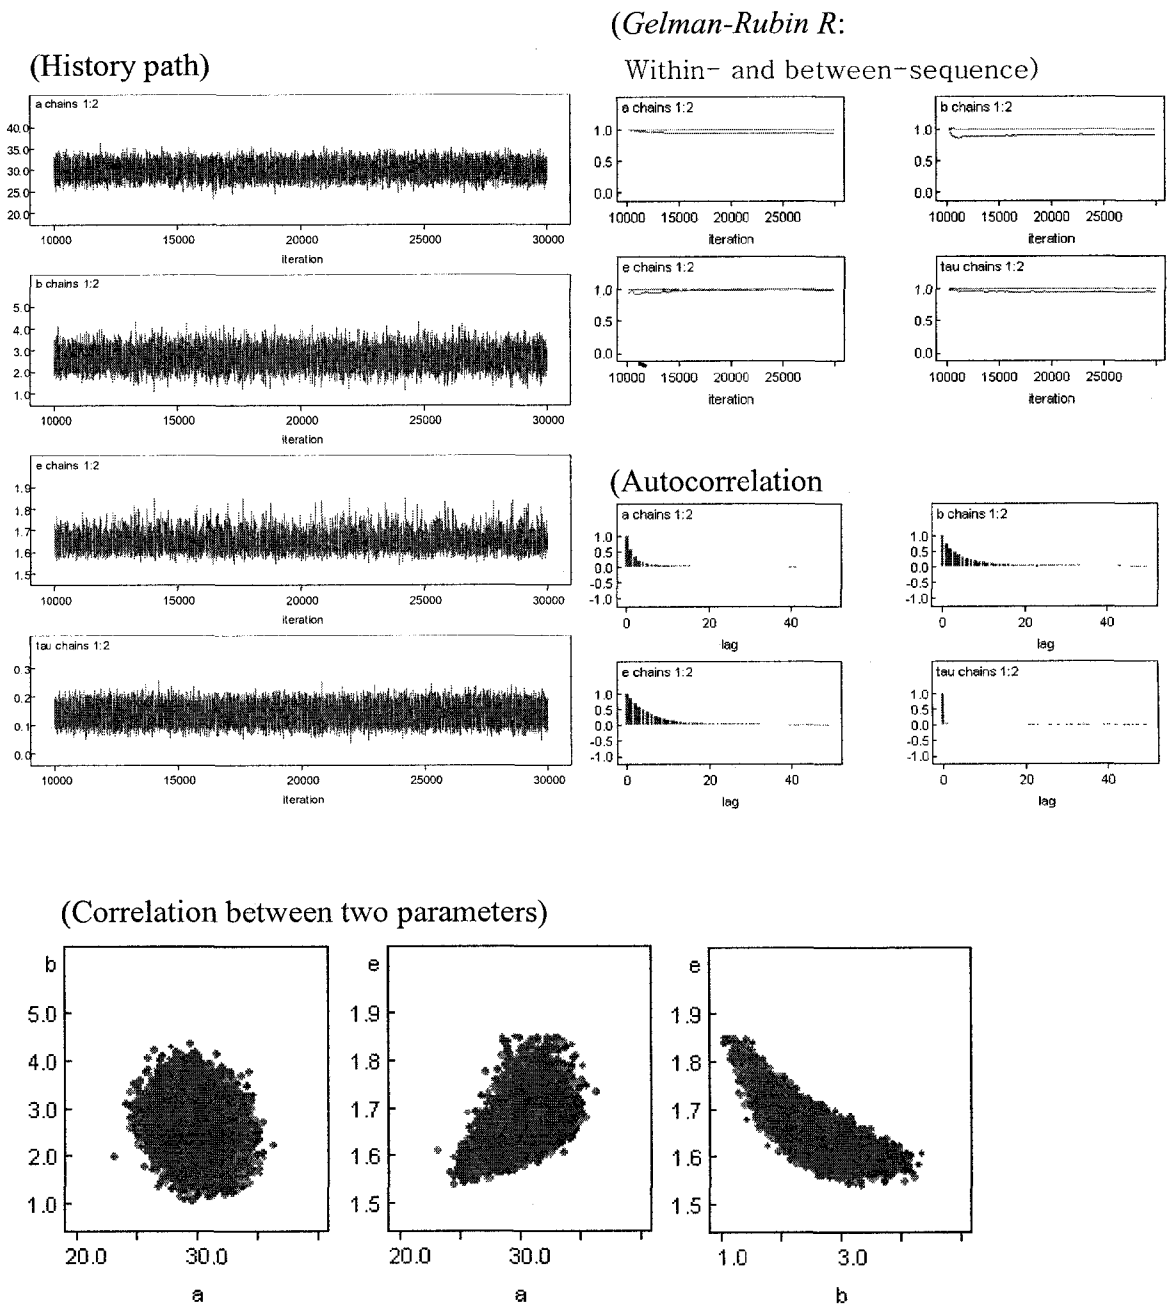 (Gelman-Rubin R:
(History path)
Within- and between-sequence)
a chains 1:2
40.0
35.0
30.0
25.0
20.0
10000 15000 20000 25000 30000
iteration
b chains 1:2
5.0
4.0
3.0
2.0
1.0
10000 15000 20000 25000 30000
iteration
e chains 1:2
1.9
1.8
1.7
1.6
1.5
10000 15000 20000 25000 30000
iteration
tau chains 1:2
0.3
0.2
0.1
0.0
10000 15000 20000 25000 30000
iteration
a chains 1:2
1.0
0.5
0.0
10000 15000 20000 25000
iteration
b chains 1:2
1.0
0.5
0.0
10000 15000 20000 25000
iteration
e chains 1:2
1.0
0.5
0.0
10000 15000 20000 25000
iteration
tau chains 1:2
1.0
0.5
0.0
10000 15000 20000 25000
iteration
(Autocorrelation
a chains 1:2
1.0
0.5
0.0
-0.5
-1.0
0 20 40
lag
b chains 1:2
1.0
0.5
0.0
-0.5
-1.0
0 20 40
lag
e chains 1:2
1.0
0.5
0.0
-0.5
-1.0
0 20 40
lag
tau chains 1:2
1.0
0.5
0.0
-0.5
-1.0
0 20 40
lag
(Correlation between two parameters)
b
5.0
4.0
3.0
2.0
1.0
20.0 30.0
a
e
1.9
1.8
1.7
1.6
1.5
20.0 30.0
a
e
1.9
1.8
1.7
1.6
1.5
1.0 3.0
b